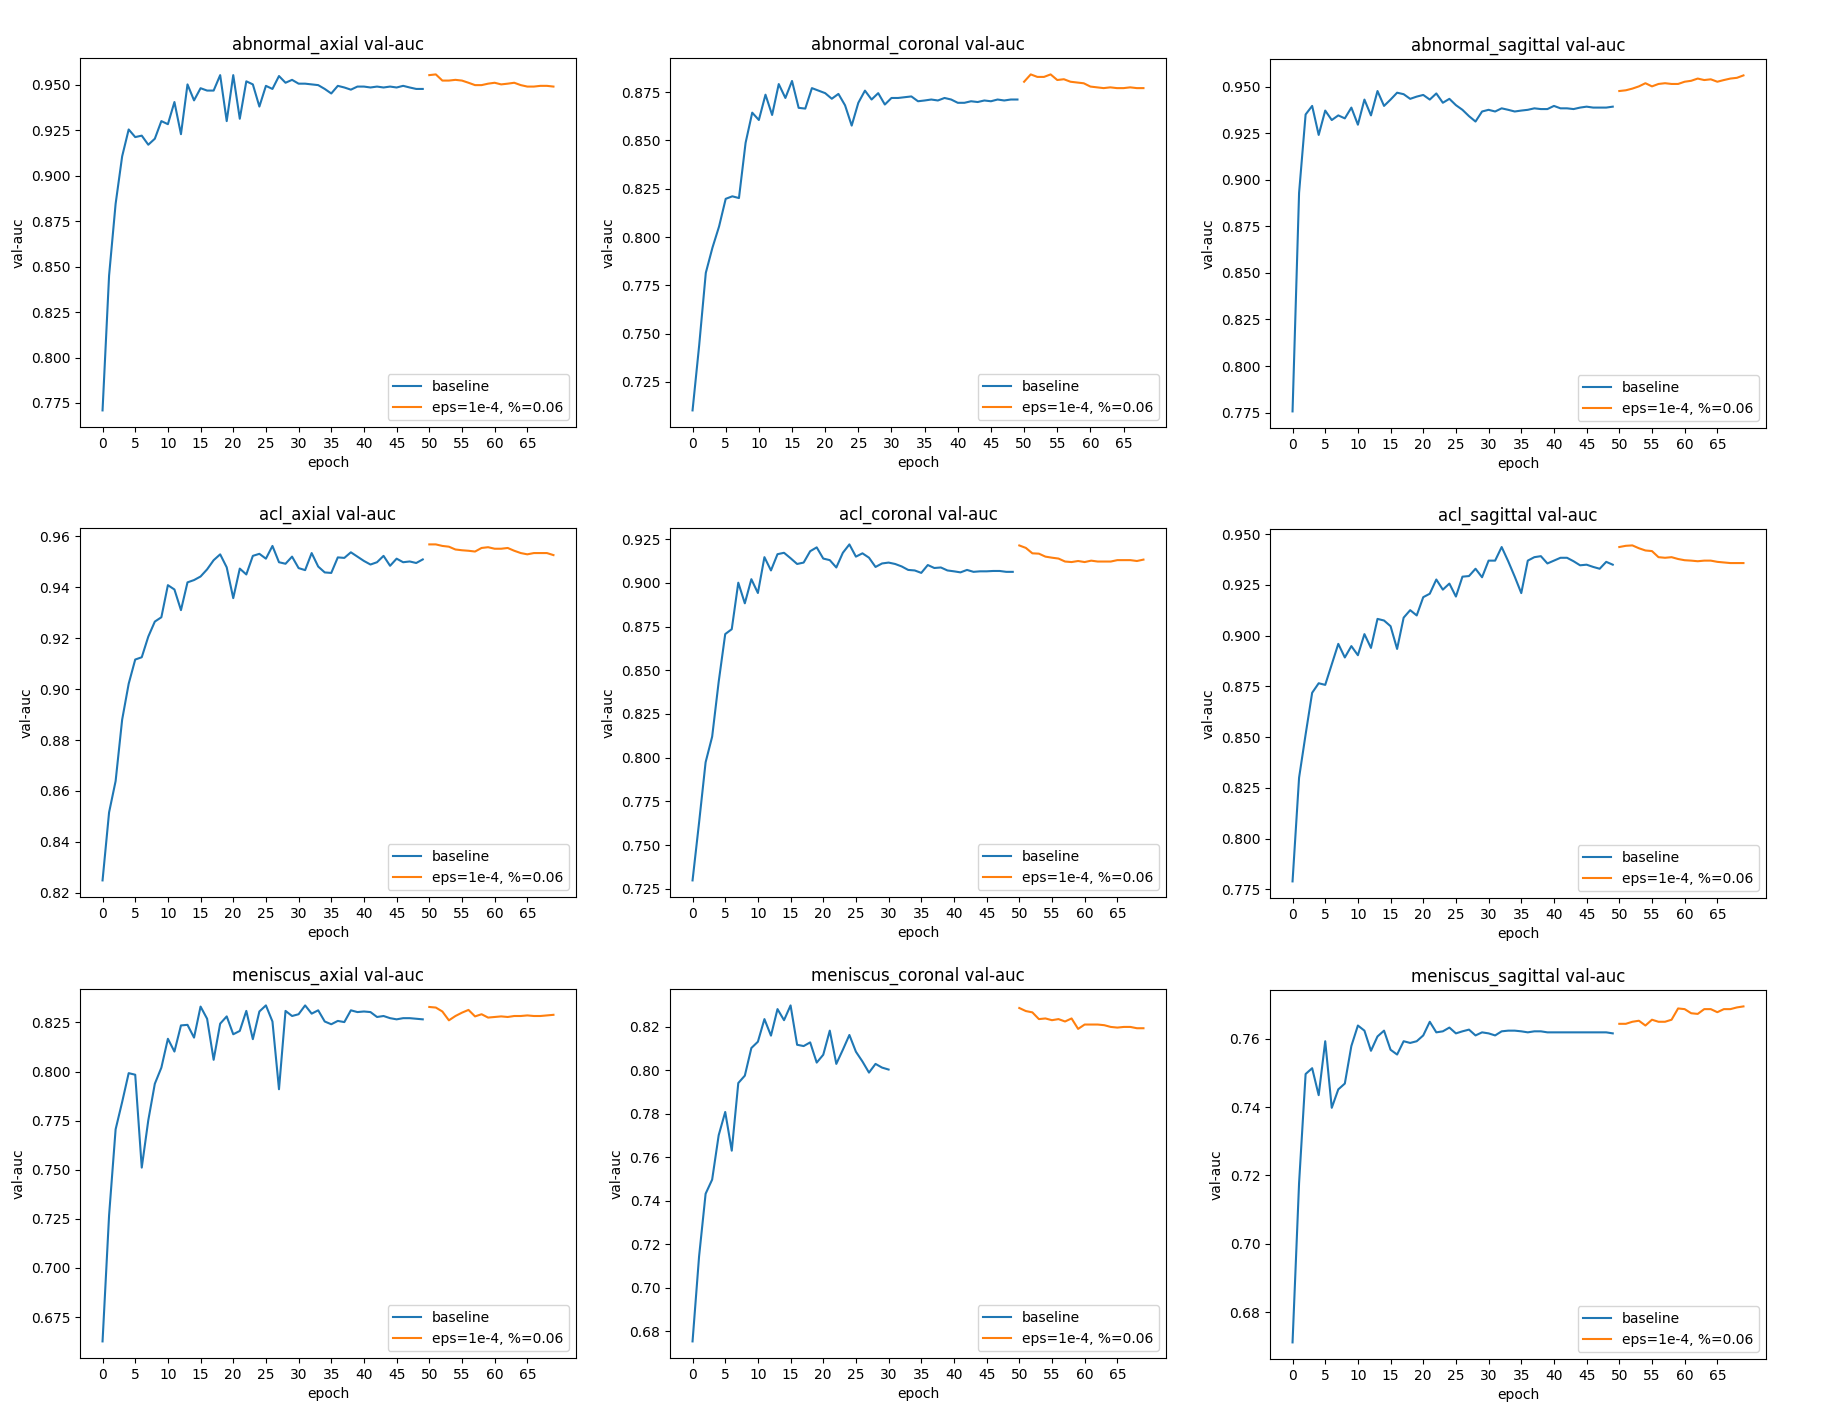 abnormal_axial val-auc
0.950
0.925
0.900
0.875
0.850
0.825
0.800
0.775
val-auc
baseline
eps=1e-4, %=0.06
0 5 10 15 20 25 30 35 40 45 50 55 60 65
epoch
abnormal_coronal val-auc
0.875
0.850
0.825
0.800
0.775
0.750
0.725
val-auc
baseline
eps=1e-4, %=0.06
0 5 10 15 20 25 30 35 40 45 50 55 60 65
epoch
abnormal_sagittal val-auc
0.950
0.925
0.900
0.875
0.850
0.825
0.800
0.775
val-auc
baseline
eps=1e-4, %=0.06
0 5 10 15 20 25 30 35 40 45 50 55 60 65
epoch
acl_axial val-auc
0.96
0.94
0.92
0.90
0.88
0.86
0.84
0.82
val-auc
baseline
eps=1e-4, %=0.06
0 5 10 15 20 25 30 35 40 45 50 55 60 65
epoch
acl_coronal val-auc
0.925
0.900
0.875
0.850
0.825
0.800
0.775
0.750
0.725
val-auc
baseline
eps=1e-4, %=0.06
0 5 10 15 20 25 30 35 40 45 50 55 60 65
epoch
acl_sagittal val-auc
0.950
0.925
0.900
0.875
0.850
0.825
0.800
0.775
val-auc
baseline
eps=1e-4, %=0.06
0 5 10 15 20 25 30 35 40 45 50 55 60 65
epoch
meniscus_axial val-auc
0.825
0.800
0.775
0.750
0.725
0.700
0.675
val-auc
baseline
eps=1e-4, %=0.06
0 5 10 15 20 25 30 35 40 45 50 55 60 65
epoch
meniscus_coronal val-auc
0.82
0.80
0.78
0.76
0.74
0.72
0.70
0.68
val-auc
baseline
eps=1e-4, %=0.06
0 5 10 15 20 25 30 35 40 45 50 55 60 65
epoch
meniscus_sagittal val-auc
0.76
0.74
0.72
0.70
0.68
val-auc
baseline
eps=1e-4, %=0.06
0 5 10 15 20 25 30 35 40 45 50 55 60 65
epoch